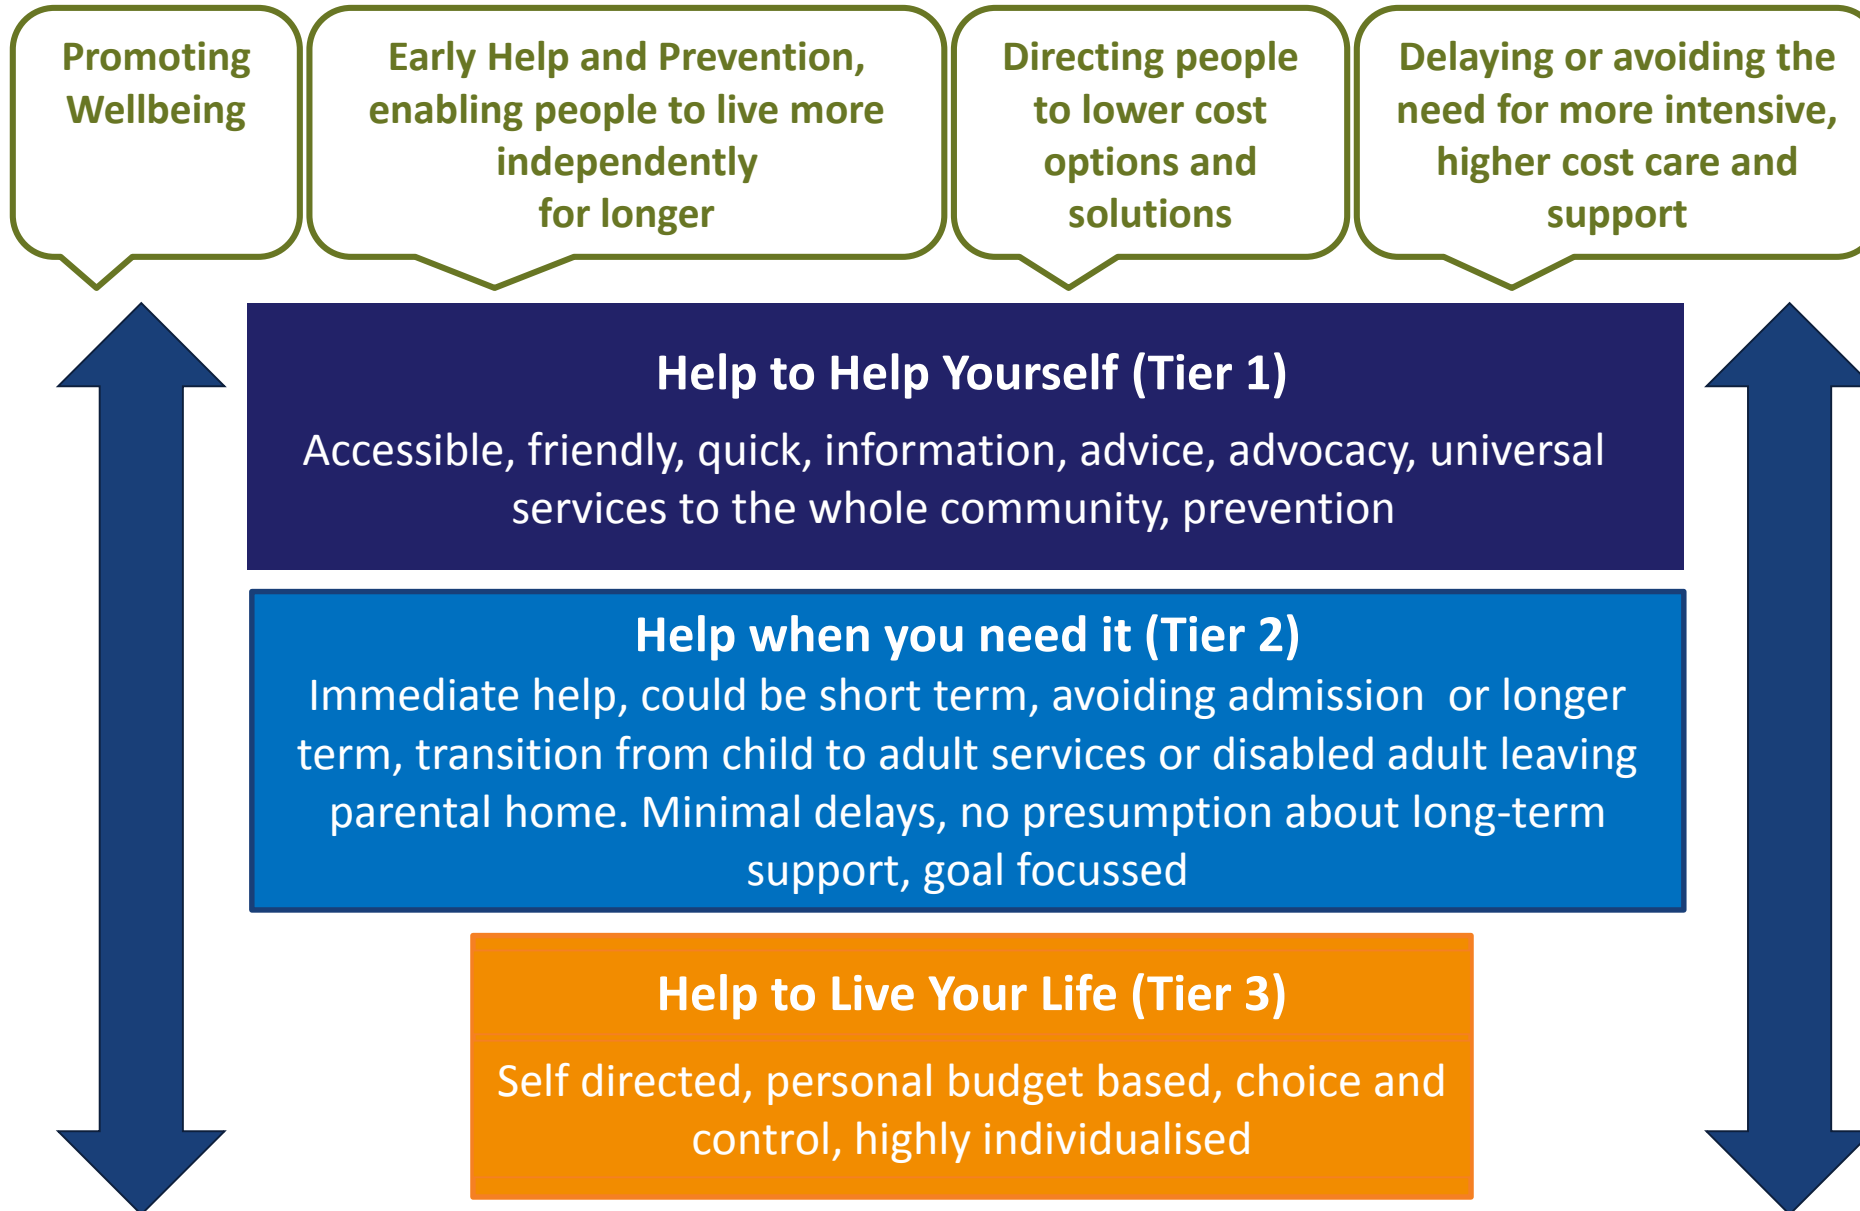 Promoting
Wellbeing
Early Help and Prevention,
enabling people to live more
independently
for longer
Directing people
to lower cost
options and
solutions
Delaying or avoiding the
need for more intensive,
higher cost care and
support
Help to Help Yourself (Tier 1)
Accessible, friendly, quick, information, advice, advocacy, universal
services to the whole community, prevention
Help when you need it (Tier 2)
Immediate help, could be short term, avoiding admission  or longer
term, transition from child to adult services or disabled adult leaving
parental home. Minimal delays, no presumption about long-term
support, goal focussed
Help to Live Your Life (Tier 3)
Self directed, personal budget based, choice and
control, highly individualised